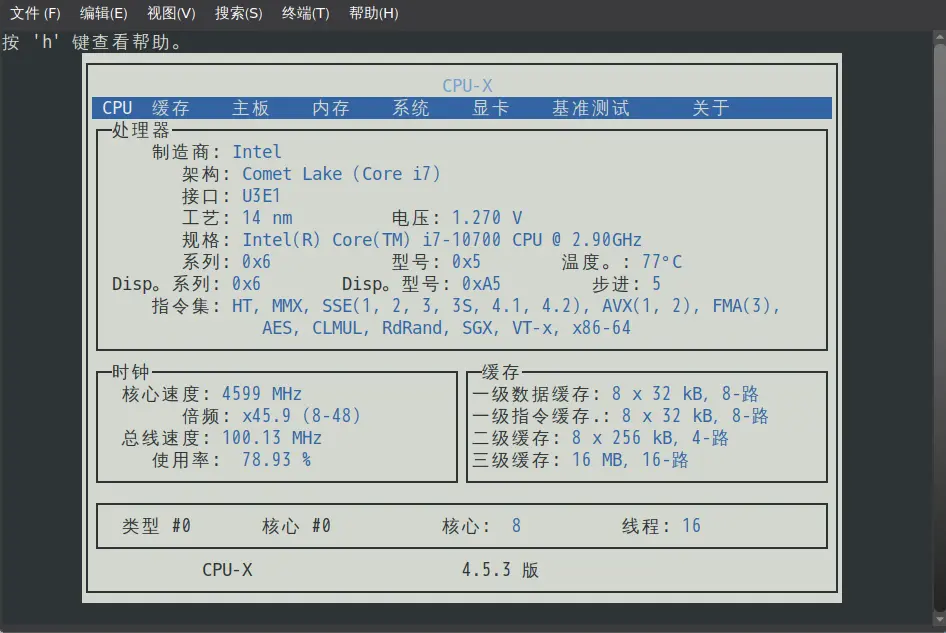 文件 (F) 编辑(E) 视图(V) 搜索(S) 终端(T) 帮助(H)
按 'h' 键查看帮助。
CPU-X
CPU 缓存 主板 内存 系统 显卡 基准测试 关于
处理器
制造商: Intel
架构: Comet Lake (Core i7)
接口: U3E1
工艺: 14 nm 电压: 1.270 V
规格: Intel(R) Core(TM) i7-10700 CPU @ 2.90GHz
系列: 0x6 型号: 0x5 温度。: 77°C
Disp。系列: 0x6 Disp。型号: 0xA5 步进: 5
指令集: HT, MMX, SSE(1, 2, 3, 3S, 4.1, 4.2), AVX(1, 2), FMA(3),
AES, CLMUL, RdRand, SGX, VT-x, x86-64
时钟
核心速度: 4599 MHz
倍频: x45.9 (8-48)
总线速度: 100.13 MHz
使用率: 78.93 %
缓存
一级数据缓存: 8 x 32 kB, 8-路
一级指令缓存.: 8 x 32 kB, 8-路
二级缓存: 8 x 256 kB, 4-路
三级缓存: 16 MB, 16-路
类型 #0 核心 #0 核心: 8 线程: 16
CPU-X 4.5.3 版